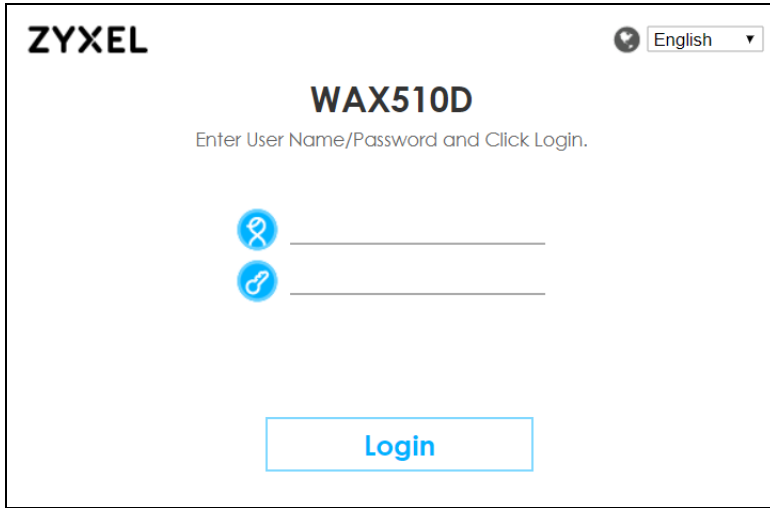 ZYXEL
English
WAX510D
Enter User Name/Password and Click Login.
Login